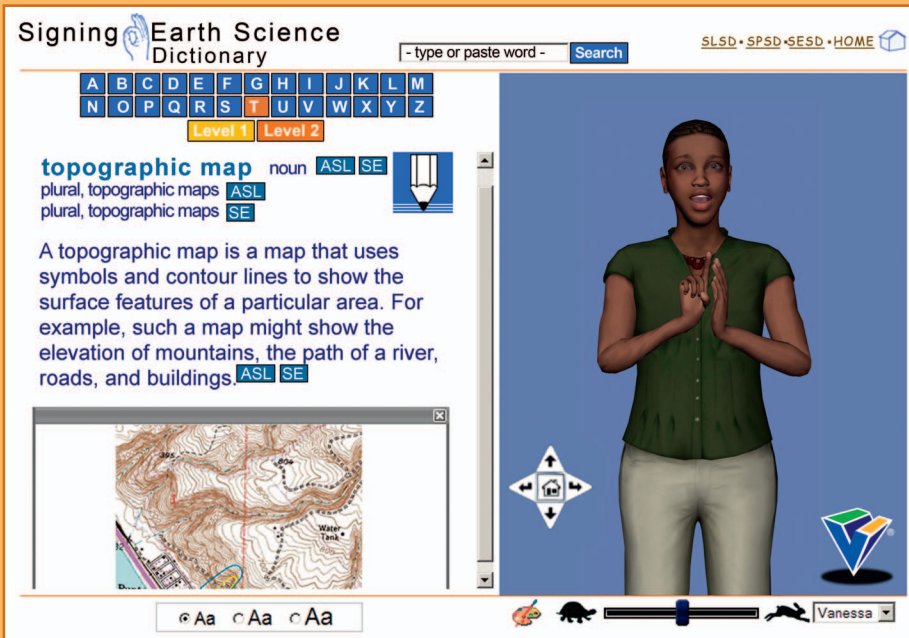 Signing Earth Science
Dictionary
- type or paste word - Search
SLSD • SPSD • SESD • HOME
A B C D E F G H I J K L M
N O P Q R S T U V W X Y Z
Level 1 Level 2
topographic map noun ASL SE
plural, topographic maps ASL
plural, topographic maps SE
A topographic map is a map that uses
symbols and contour lines to show the
surface features of a particular area. For
example, such a map might show the
elevation of mountains, the path of a river,
roads, and buildings. ASL SE
Water
Tank
Aa Aa Aa
Vanessa